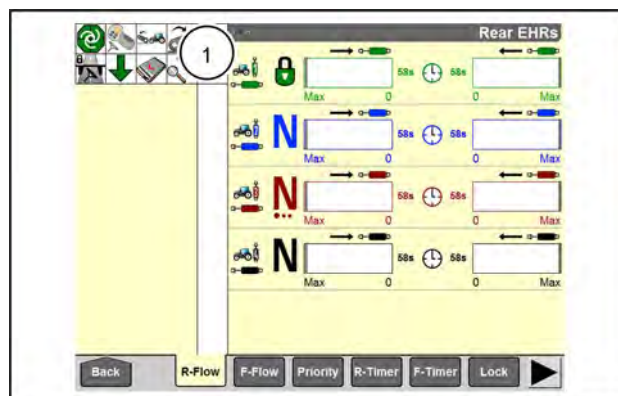 1
Rear EHRs
58s 58s
Max 0 0 Max
N 58s 58s
Max 0 0 Max
N 58s 58s
Max 0 0 Max
N 58s 58s
Max 0 0 Max
Back R-Flow F-Flow Priority R-Timer F-Timer Lock